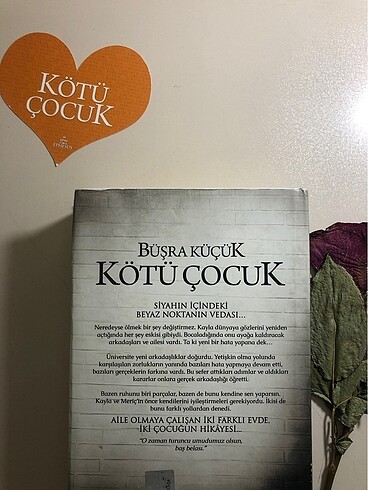 KÖTÜ
ÇOCUK
BÜŞRA KÜÇÜK
KÖTÜ ÇOCUK
SİYAHIN İÇİNDEKİ
BEYAZ NOKTANIN VEDASI...
Neredeyse ölmek bir şey değiştirmez. Kayla dünyaya gözlerini yeniden
açtığında her şey eskisi gibiydi. Bocaladığında onu ayağa kaldıracak
arkadaşları ve ailesi vardı. Ta ki yeni bir hata yapana dek...
Üniversite yeni arkadaşlıklar doğurdu. Yetişkin olma yolunda
karşılaşılan zorlukların yanında bazıları hata yapmaya devam etti,
bazıları gerçeklerin farkına vardı. Bu sefer attıkları adımlar ve aldıkları
kararlar onlara gerçek arkadaşlığı öğretti.
Bazen ruhunu biri parçalar, bazen de bunu kendine sen yaparsın.
Kayla ve Meriç'in önce kendilerini iyileştirmeleri gerekiyordu. İkisi de
bunu farklı yollardan denedi.
AİLE OLMAYA ÇALIŞAN İKİ FARKLI EVDE,
İKİ ÇOCUĞUN HİKÂYESİ...
"O zaman turuncu umudumuz olsun,
baş belası."